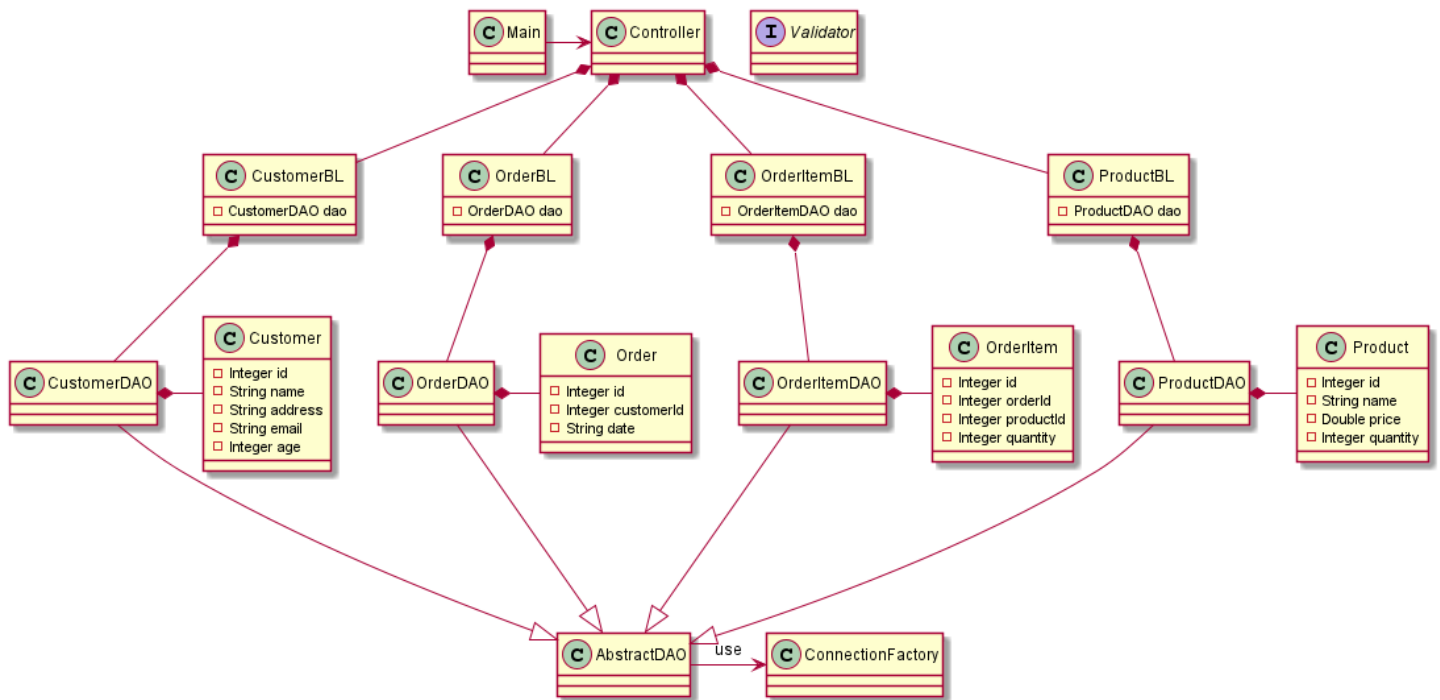 C Main
C Controller
I Validator
C CustomerBL
CustomerDAO dao
C OrderBL
OrderDAO dao
C OrderItemBL
OrderItemDAO dao
C ProductBL
ProductDAO dao
C CustomerDAO
C Customer
Integer id
String name
String address
String email
Integer age
C OrderDAO
C Order
Integer id
Integer customerId
String date
C OrderItemDAO
C OrderItem
Integer id
Integer orderId
Integer productId
Integer quantity
C ProductDAO
C Product
Integer id
String name
Double price
Integer quantity
C AbstractDAO
use
C ConnectionFactory